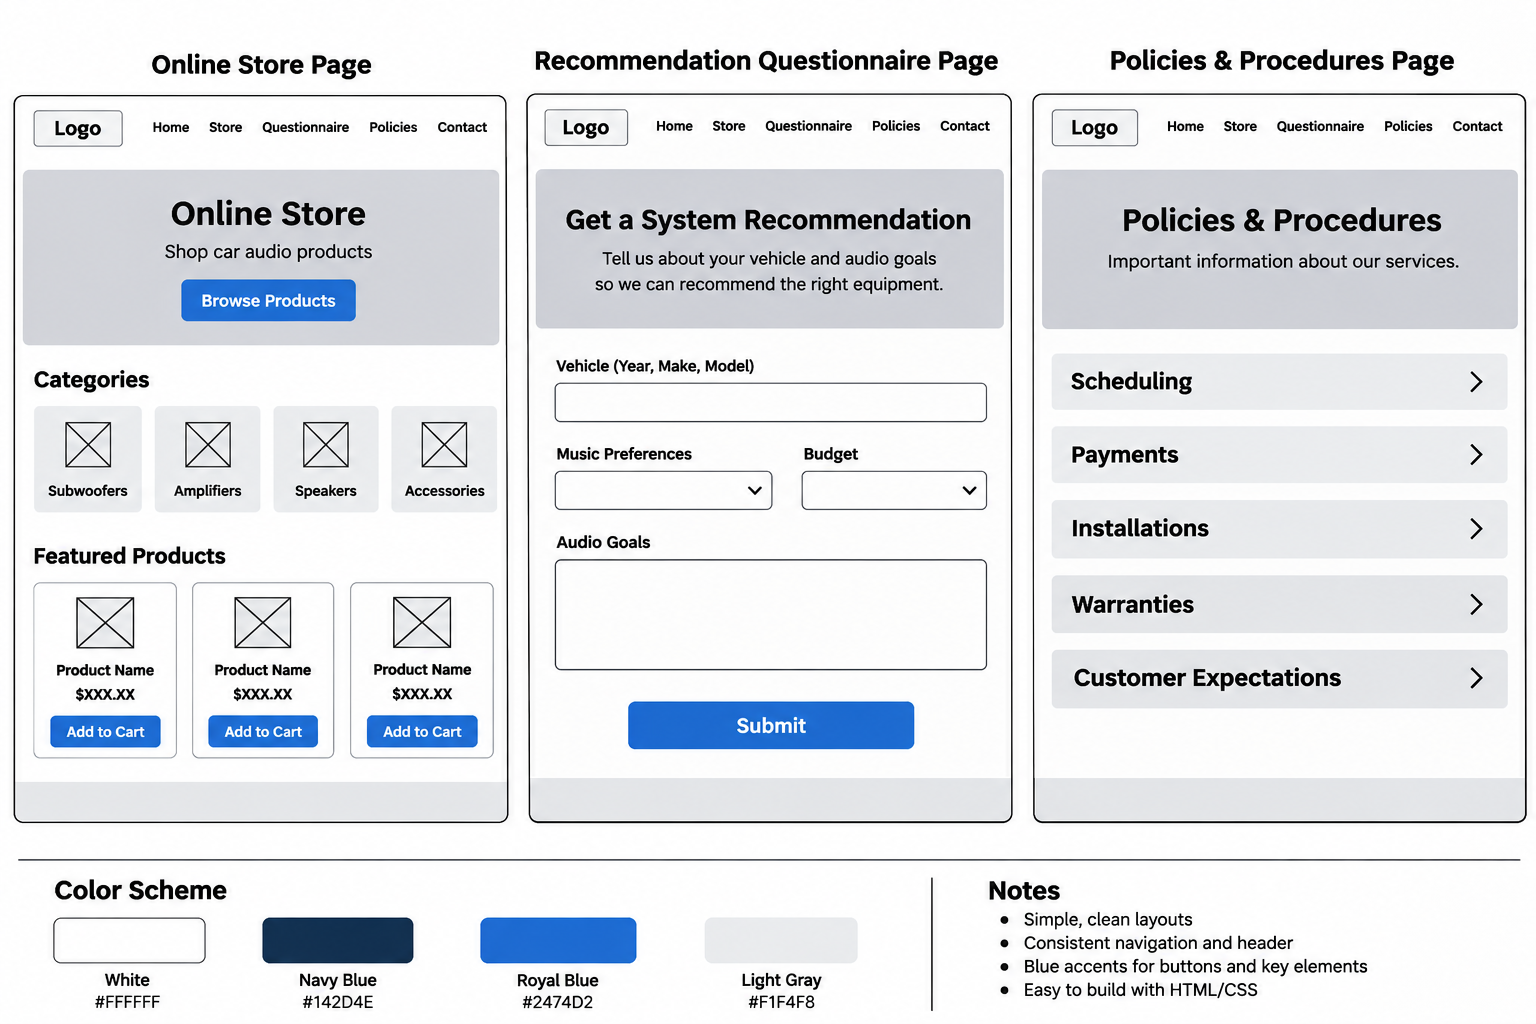 Online Store Page
Logo
Home Store Questionnaire Policies Contact
Online Store
Shop car audio products
Browse Products
Categories
Subwoofers Amplifiers Speakers Accessories
Featured Products
Product Name Product Name Product Name
$XXX.XX $XXX.XX $XXX.XX
Add to Cart Add to Cart Add to Cart
Recommendation Questionnaire Page
Logo
Home Store Questionnaire Policies Contact
Get a System Recommendation
Tell us about your vehicle and audio goals
so we can recommend the right equipment.
Vehicle (Year, Make, Model)
Music Preferences Budget
Audio Goals
Submit
Policies & Procedures Page
Logo
Home Store Questionnaire Policies Contact
Policies & Procedures
Important information about our services.
Scheduling
Payments
Installations
Warranties
Customer Expectations
Color Scheme
White Navy Blue Royal Blue Light Gray
#FFFFFF #142D4E #2474D2 #F1F4F8
Notes
• Simple, clean layouts
• Consistent navigation and header
• Blue accents for buttons and key elements
• Easy to build with HTML/CSS